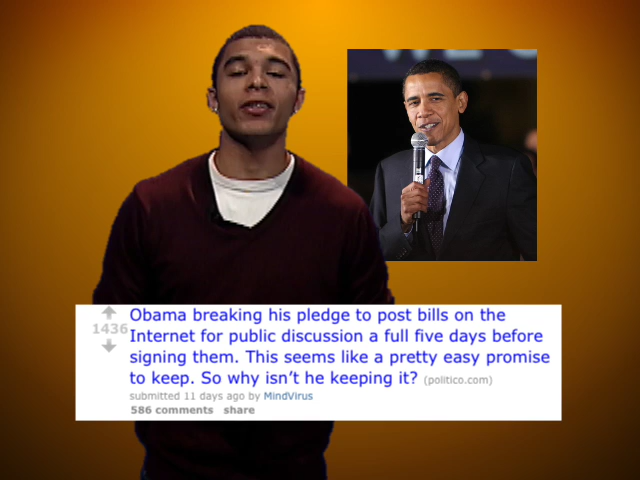 1436
Obama breaking his pledge to post bills on the
Internet for public discussion a full five days before
signing them. This seems like a pretty easy promise
to keep. So why isn't he keeping it? (politico.com)
submitted 11 days ago by MindVirus
586 comments share